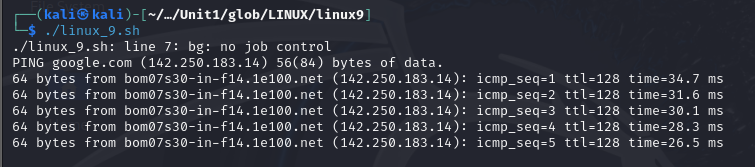 File System
┌──(kali㉿kali)-[~/…/Unit1/glob/LINUX/linux9]
└─$ ./linux_9.sh
./linux_9.sh: line 7: bg: no job control
PING google.com (142.250.183.14) 56(84) bytes of data.
64 bytes from bom07s30-in-f14.1e100.net (142.250.183.14): icmp_seq=1 ttl=128 time=34.7 ms
64 bytes from bom07s30-in-f14.1e100.net (142.250.183.14): icmp_seq=2 ttl=128 time=31.6 ms
64 bytes from bom07s30-in-f14.1e100.net (142.250.183.14): icmp_seq=3 ttl=128 time=30.1 ms
64 bytes from bom07s30-in-f14.1e100.net (142.250.183.14): icmp_seq=4 ttl=128 time=28.3 ms
64 bytes from bom07s30-in-f14.1e100.net (142.250.183.14): icmp_seq=5 ttl=128 time=26.5 ms